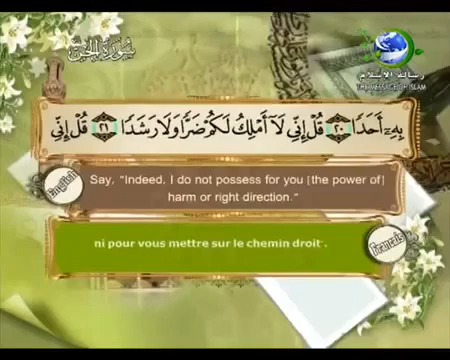 سورة الجن
رسالة الإسلام
THE MESSAGE OF ISLAM
بِهِۦٓ أَحَدٗا ٢٠ قُلۡ إِنِّي لَآ أَمۡلِكُ لَكُمۡ ضَرّٗا وَلَا رَشَدٗا ٢١ قُلۡ إِنِّي
English
Say, "Indeed, I do not possess for you [the power of]
harm or right direction."
ni pour vous mettre sur le chemin droit".
Francais